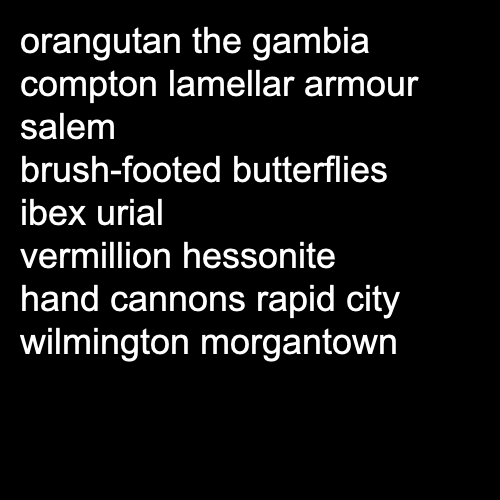 orangutan the gambia
compton lamellar armour
salem
brush-footed butterflies
ibex urial
vermillion hessonite
hand cannons rapid city
wilmington morgantown